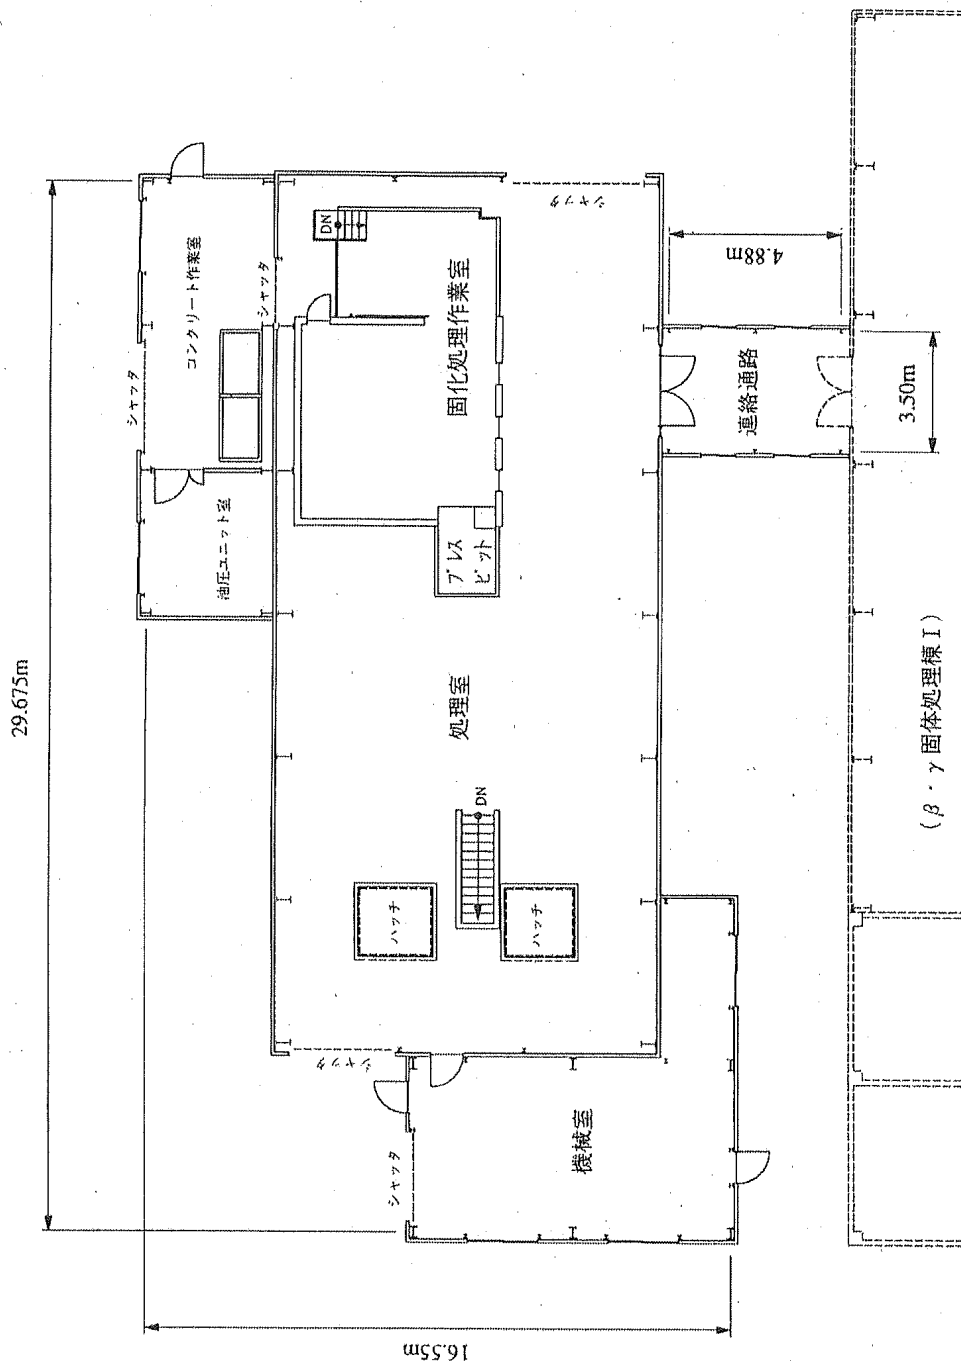 29.675m
シャッタ
コンクリート作業室
油圧ユニット室
シャッタ
DN
シャッタ
固化処理作業室
プレス
ピット
処理室
DN
ハッチ
ハッチ
シャッタ
シャッタ
機械室
4.88m
連絡通路
3.50m
(β・γ固体処理棟Ⅰ)
16.55m